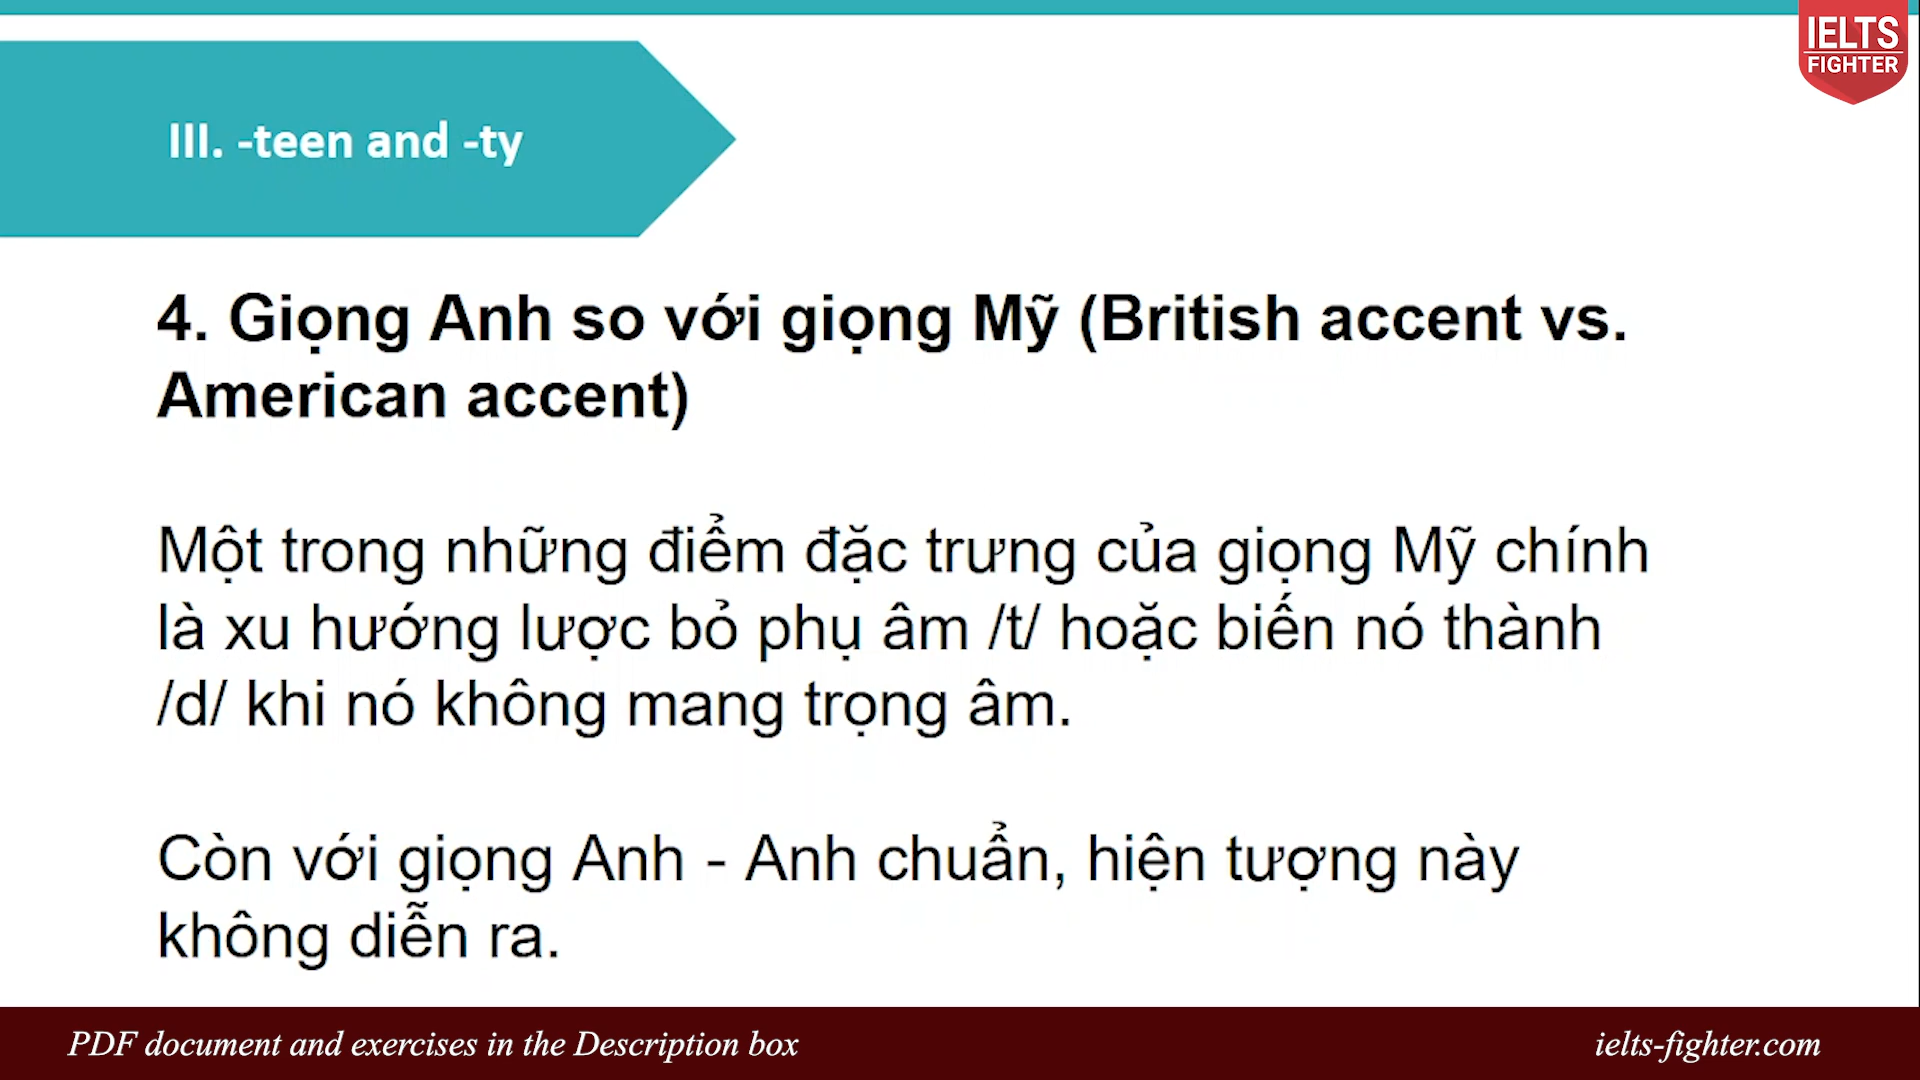 IELTS
FIGHTER
III. -teen and -ty
4. Giọng Anh so với giọng Mỹ (British accent vs.
American accent)
Một trong những điểm đặc trưng của giọng Mỹ chính
là xu hướng lược bỏ phụ âm /t/ hoặc biến nó thành
/d/ khi nó không mang trọng âm.
Còn với giọng Anh - Anh chuẩn, hiện tượng này
không diễn ra.
PDF document and exercises in the Description box
ielts-fighter.com